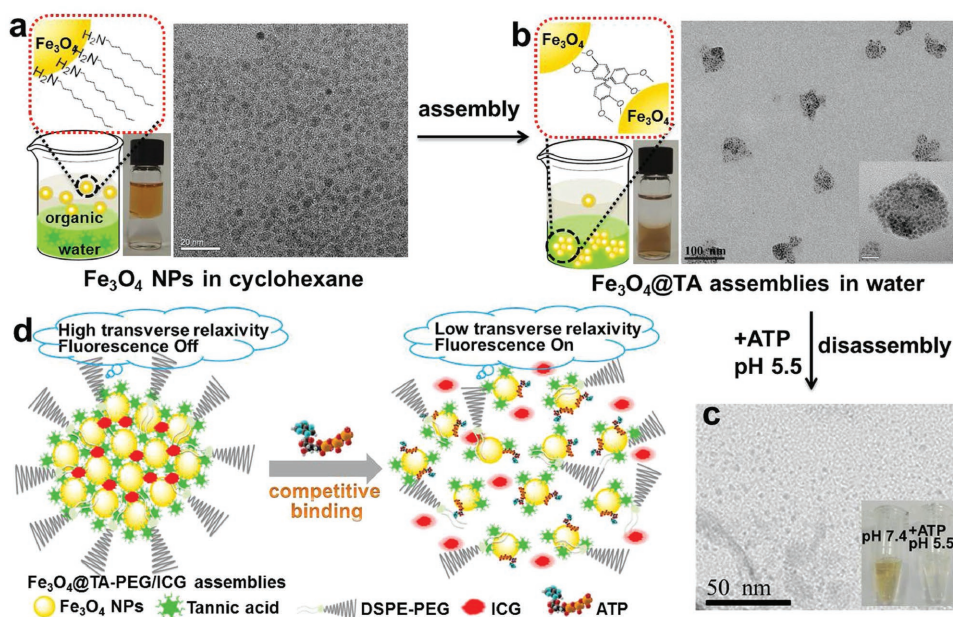 a
Fe₃O₄
H₂N
H₂N
H₂N
H₂N
organic
water
20 nm
Fe₃O₄ NPs in cyclohexane
assembly
b
Fe₃O₄
Fe₃O₄
100 nm
Fe₃O₄@TA assemblies in water
+ATP
pH 5.5
disassembly
c
pH 7.4
+ATP
pH 5.5
50 nm
d
High transverse relaxivity
Fluorescence Off
Low transverse relaxivity
Fluorescence On
competitive
binding
Fe₃O₄@TA-PEG/ICG assemblies
Fe₃O₄ NPs
Tannic acid
DSPE-PEG
ICG
ATP